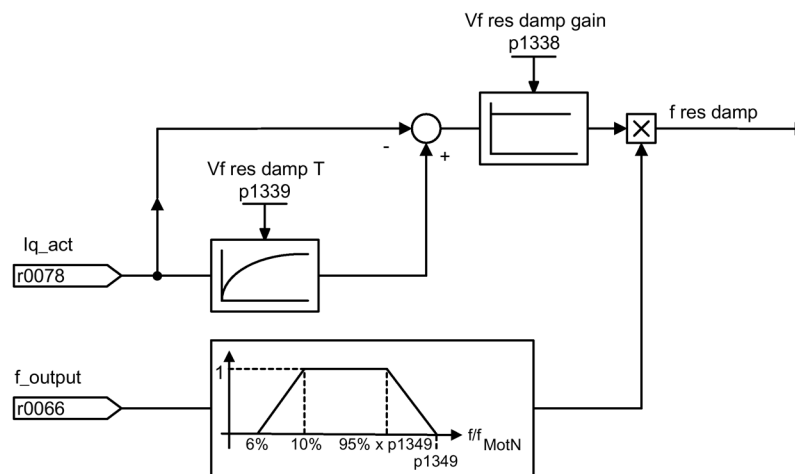 Vf res damp gain
p1338
f res damp
-
+
Vf res damp T
p1339
Iq_act
r0078
f_output
r0066
1
6% 10% 95% x p1349 f/fMotN
p1349